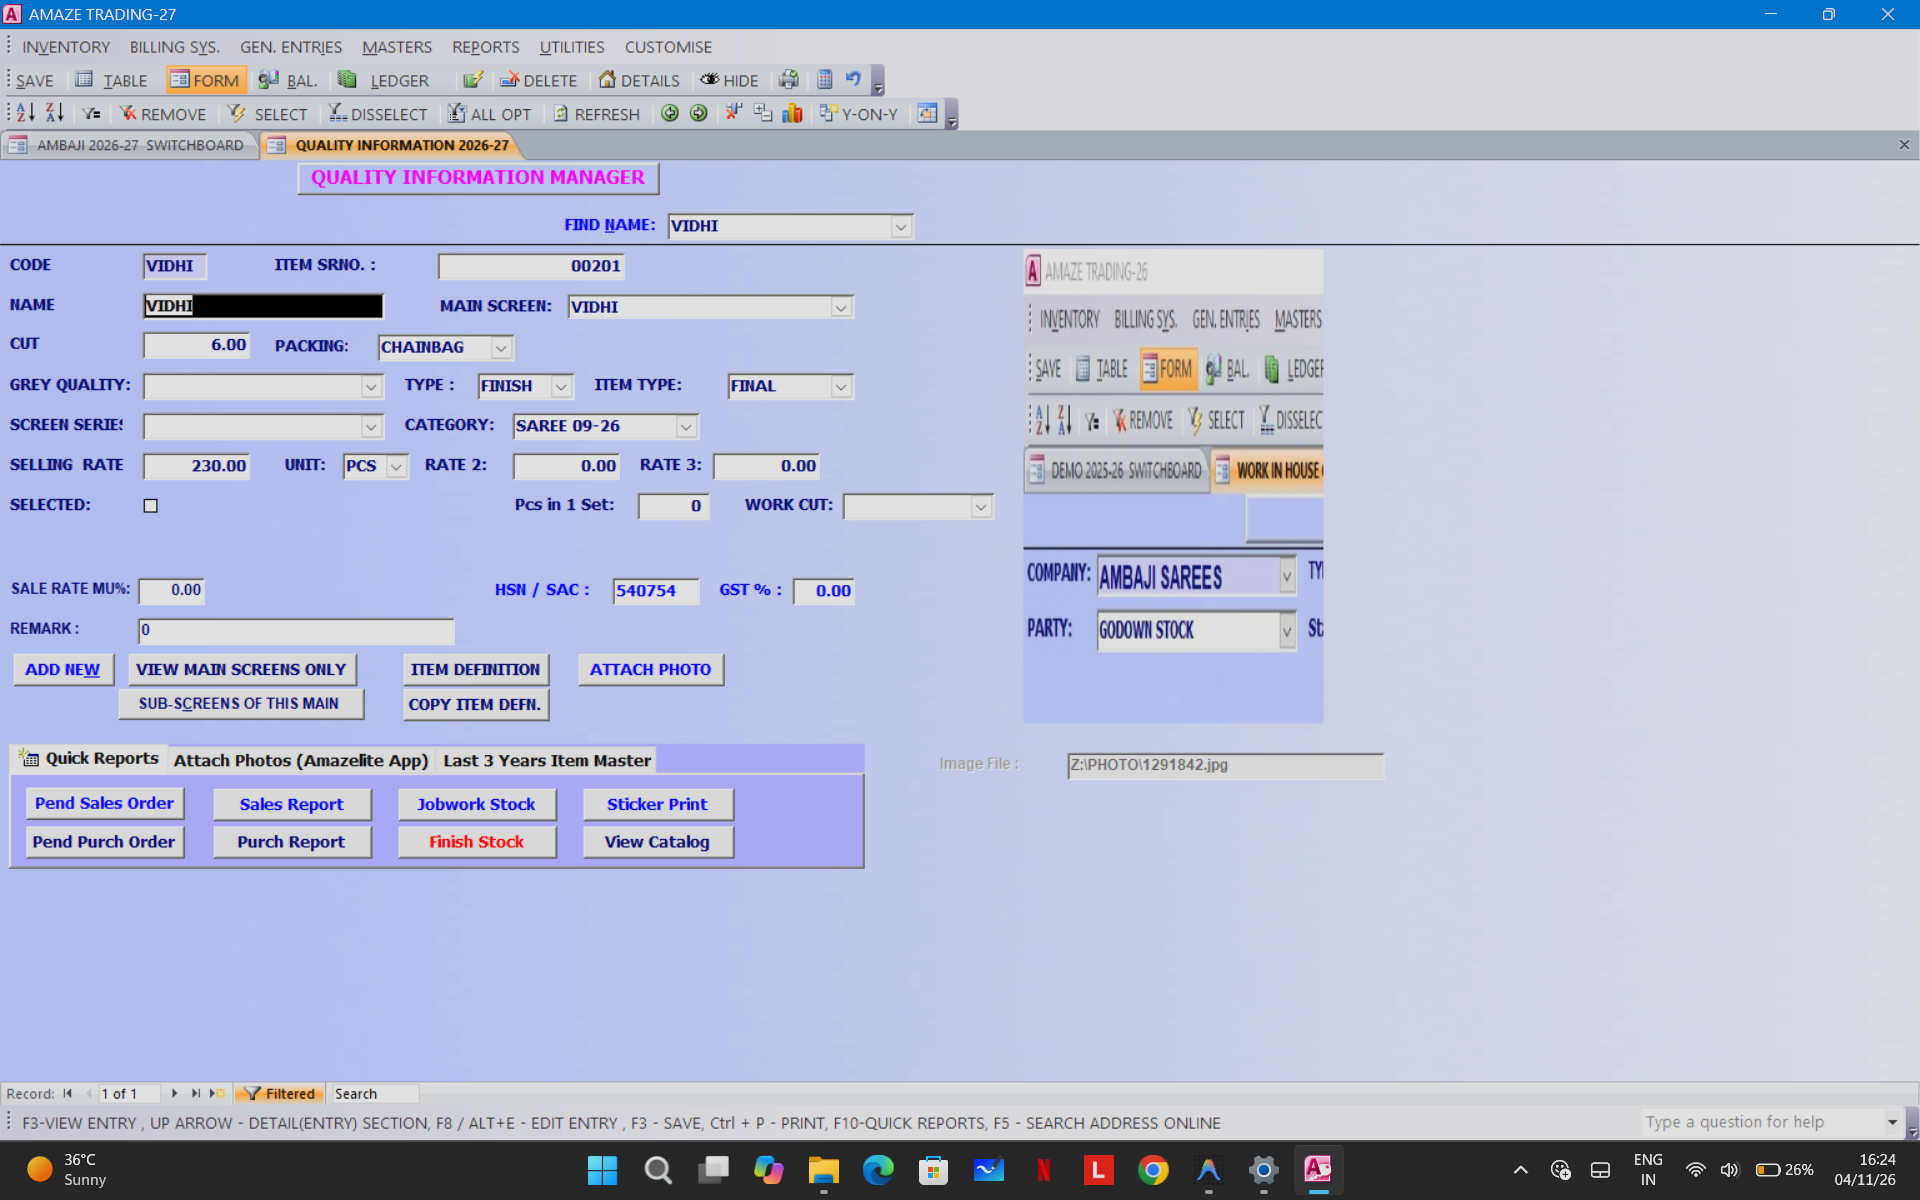 AMAZE TRADING-27
INVENTORY BILLING SYS. GEN. ENTRIES MASTERS REPORTS UTILITIES CUSTOMISE
SAVE TABLE FORM BAL. LEDGER DELETE DETAILS HIDE
REMOVE SELECT DISSELECT ALL OPT REFRESH Y-ON-Y
AMBAJI 2026-27 SWITCHBOARD QUALITY INFORMATION 2026-27
QUALITY INFORMATION MANAGER
FIND NAME: VIDHI
CODE VIDHI ITEM SRNO. : 00201
NAME VIDHI MAIN SCREEN: VIDHI
CUT 6.00 PACKING: CHAINBAG
GREY QUALITY: TYPE : FINISH ITEM TYPE: FINAL
SCREEN SERIE CATEGORY: SAREE 09-26
SELLING RATE 230.00 UNIT: PCS RATE 2: 0.00 RATE 3: 0.00
SELECTED: Pcs in 1 Set: 0 WORK CUT:
SALE RATE MU%: 0.00 HSN / SAC : 540754 GST % : 0.00
REMARK : 0
ADD NEW VIEW MAIN SCREENS ONLY ITEM DEFINITION ATTACH PHOTO
SUB-SCREENS OF THIS MAIN COPY ITEM DEFN.
AMAZE TRADING-26
INVENTORY BILLING SYS. GEN. ENTRIES MASTERS
SAVE TABLE FORM BAL. LEDGER
REMOVE SELECT DISSELEC
DEMO 2025-26 SWITCHBOARD WORK IN HOUSE
COMPANY: AMBAJI SAREES TY
PARTY: GODOWN STOCK St
Quick Reports Attach Photos (Amazelite App) Last 3 Years Item Master
Image File : Z:\PHOTO\1291842.jpg
Pend Sales Order Sales Report Jobwork Stock Sticker Print
Pend Purch Order Purch Report Finish Stock View Catalog
Record: 1 of 1 Filtered Search
F3-VIEW ENTRY , UP ARROW - DETAIL(ENTRY) SECTION, F8 / ALT+E - EDIT ENTRY , F3 - SAVE, Ctrl + P - PRINT, F10-QUICK REPORTS, F5 - SEARCH ADDRESS ONLINE
Type a question for help
36°C
Sunny
ENG
IN
26%
16:24
04/11/26